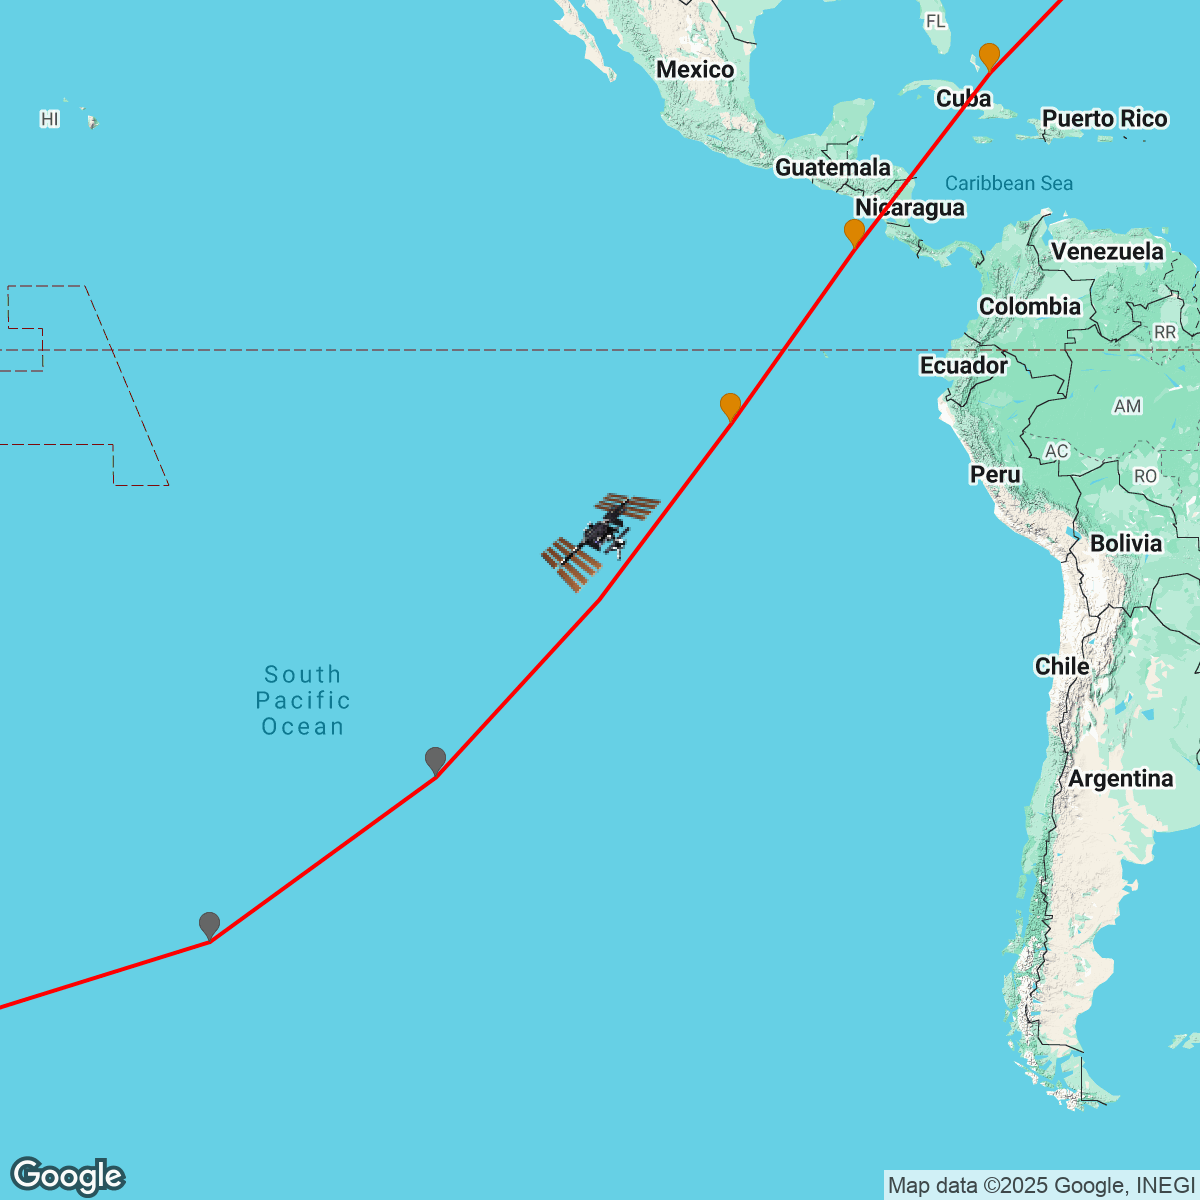 FL
Mexico
Cuba
HI
Puerto Rico
Guatemala
Caribbean Sea
Nicaragua
Venezuela
Colombia
RR
Ecuador
AM
AC
Peru
RO
Bolivia
South
Pacific
Ocean
Chile
Argentina
Google
Map data ©2025 Google, INEGI